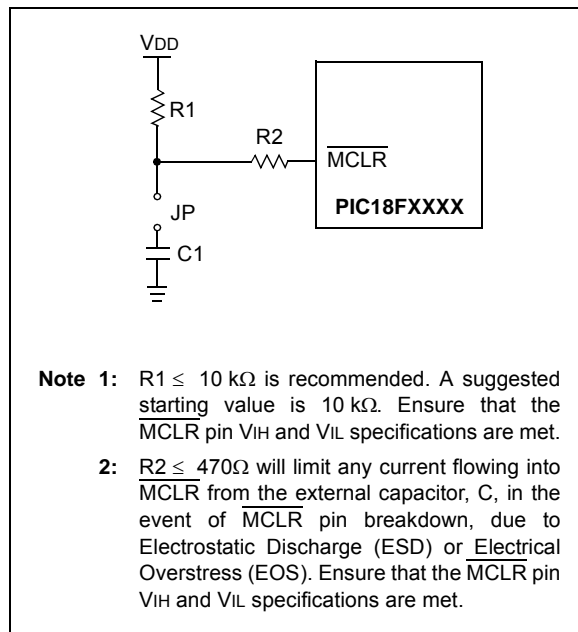 VDD
R1
R2
MCLR
JP
PIC18FXXXX
C1
Note 1: R1 ≤ 10 kΩ is recommended. A suggested
starting value is 10 kΩ. Ensure that the
MCLR pin VIH and VIL specifications are met.
2: R2 ≤ 470Ω will limit any current flowing into
MCLR from the external capacitor, C, in the
event of MCLR pin breakdown, due to
Electrostatic Discharge (ESD) or Electrical
Overstress (EOS). Ensure that the MCLR pin
VIH and VIL specifications are met.